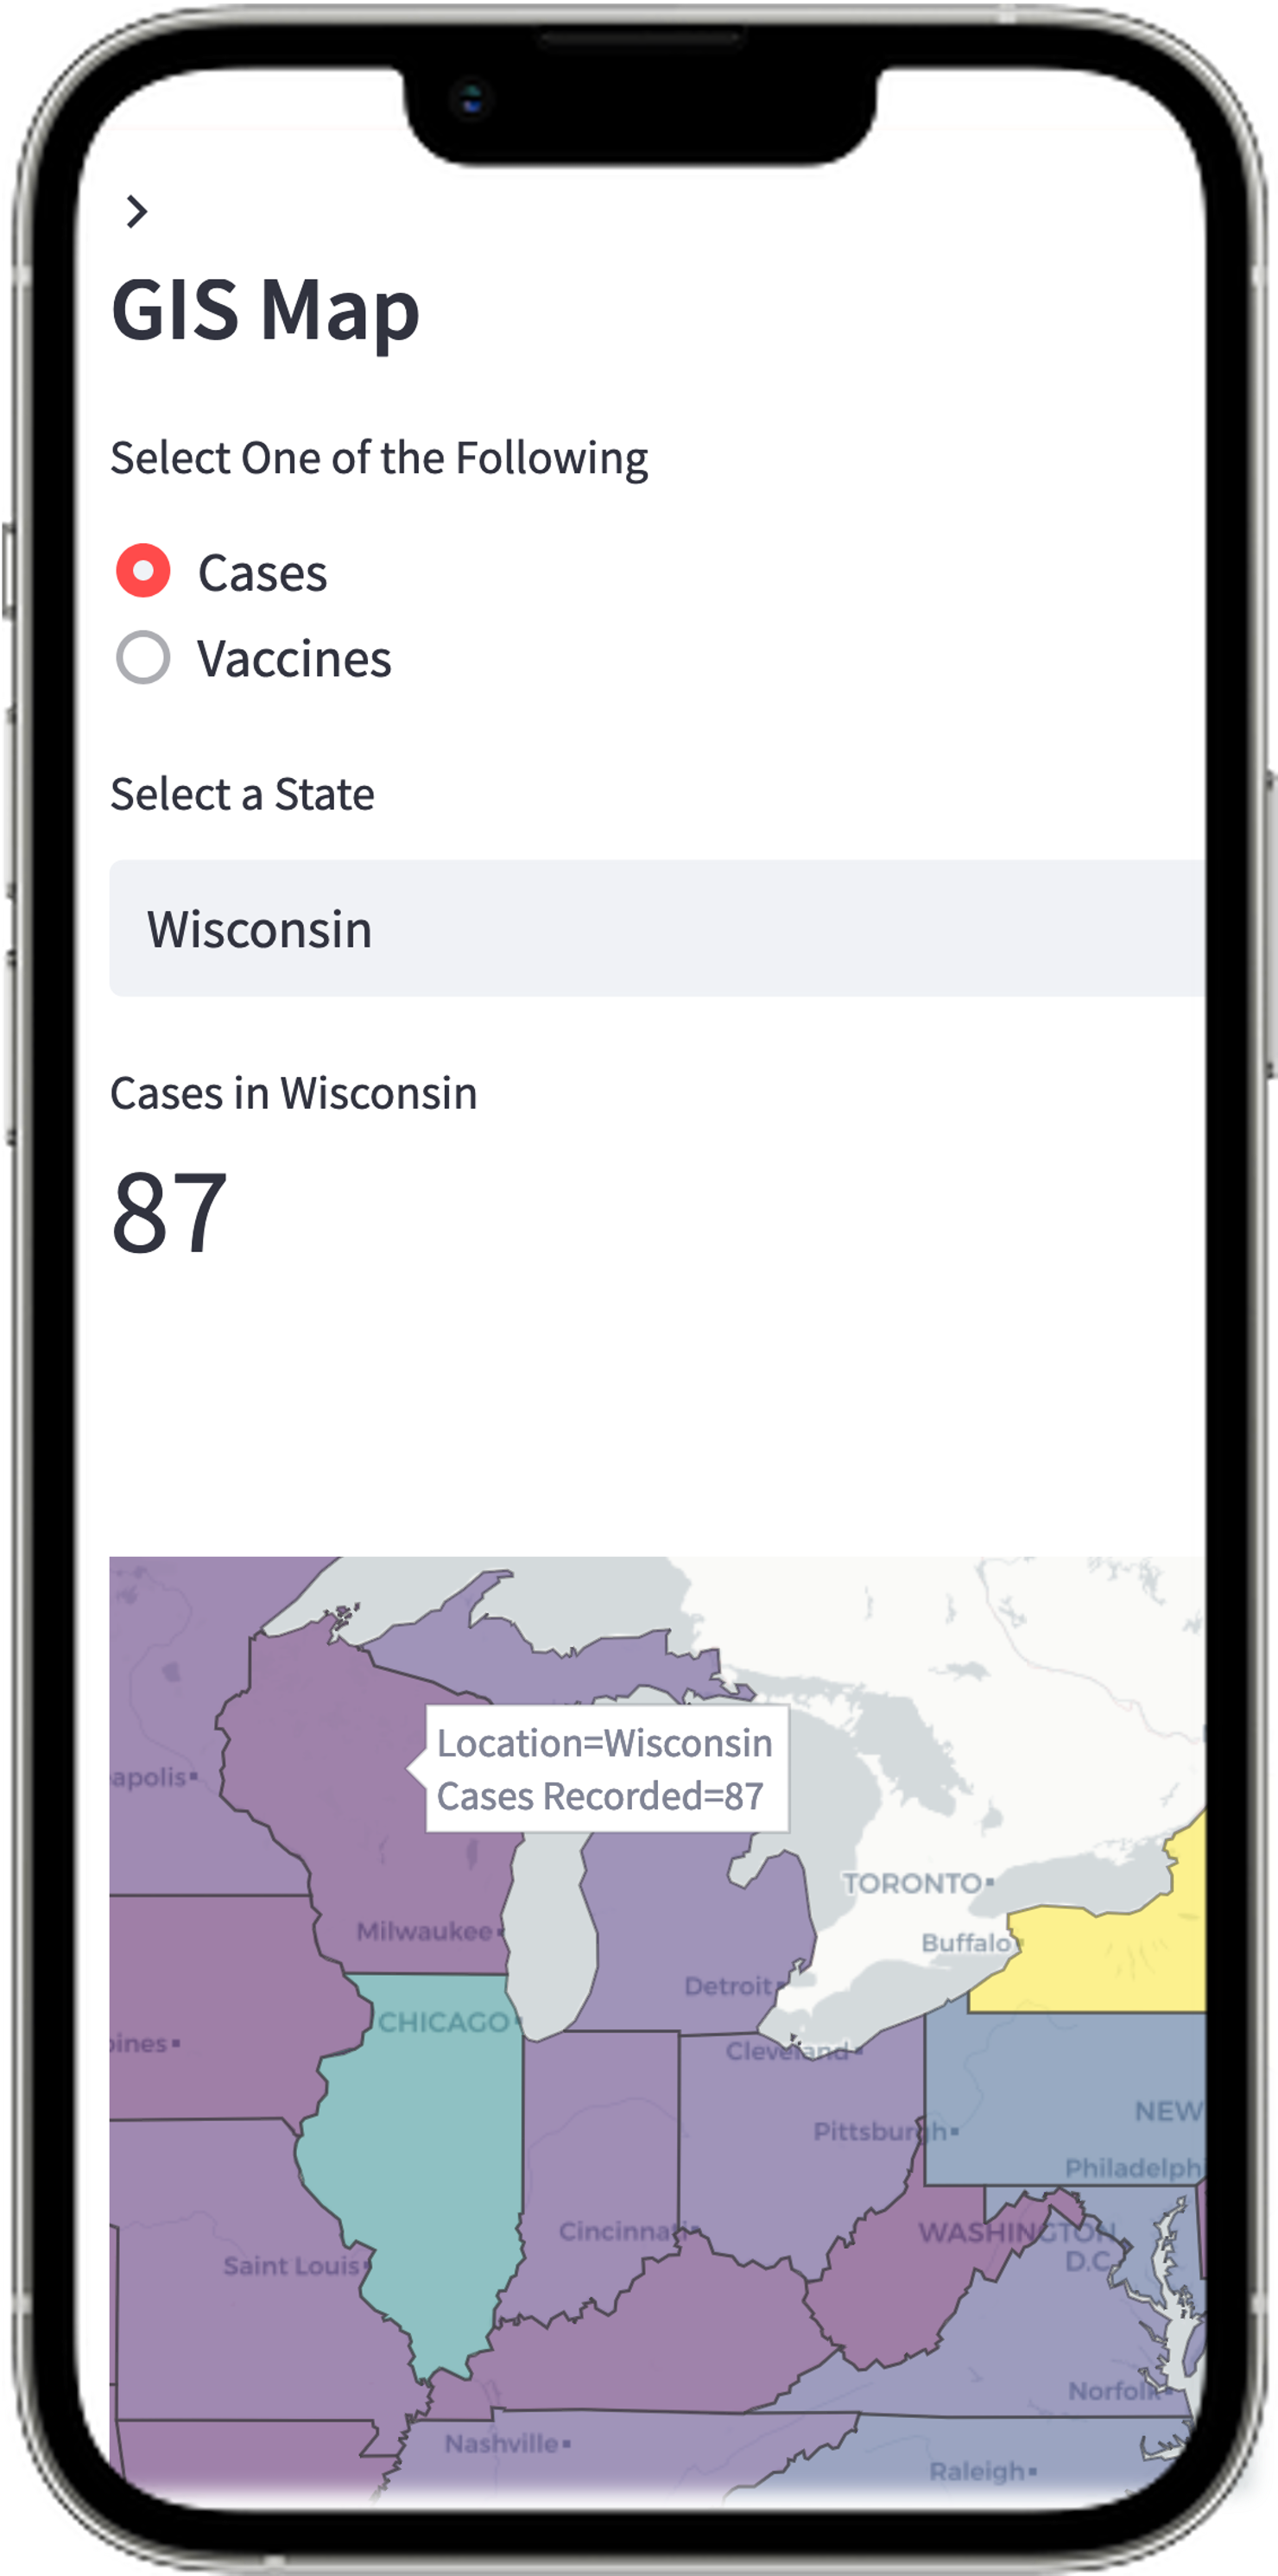 GIS Map
Select One of the Following
Cases
Vaccines
Select a State
Wisconsin
Cases in Wisconsin
87
Location=Wisconsin
Cases Recorded=87
apolis
TORONTO
Milwaukee
Buffalo
Detroit
CHICAGO
ines
Cleveland
NEW
Pittsburgh
Philadelph
Cincinnati
WASHINGTON
D.C.
Saint Louis
Norfolk
Nashville
Raleigh